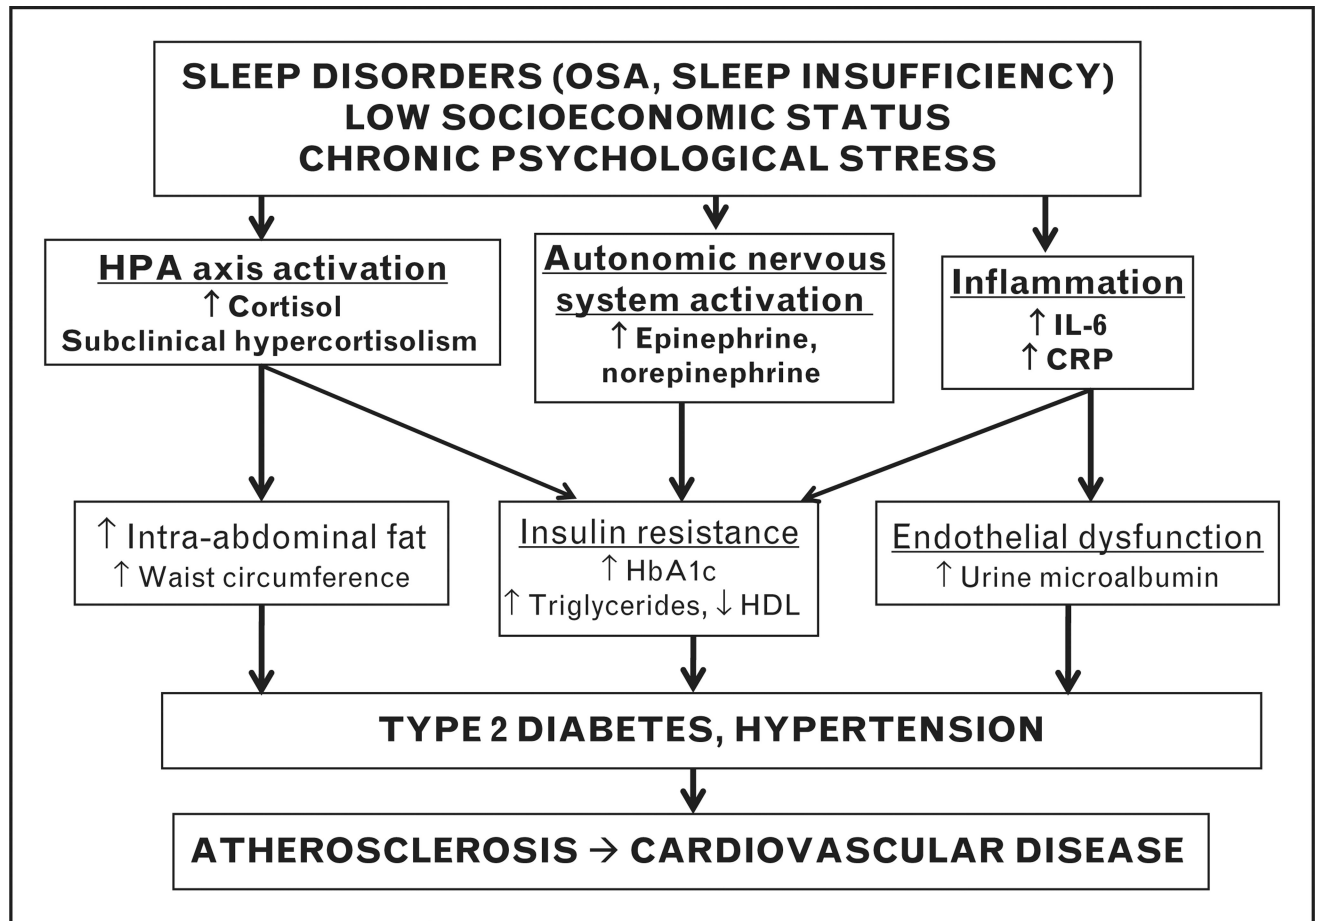 SLEEP DISORDERS (OSA, SLEEP INSUFFICIENCY)
LOW SOCIOECONOMIC STATUS
CHRONIC PSYCHOLOGICAL STRESS
HPA axis activation
↑ Cortisol
Subclinical hypercortisolism
Autonomic nervous
system activation
↑ Epinephrine,
norepinephrine
Inflammation
↑ IL-6
↑ CRP
↑ Intra-abdominal fat
↑ Waist circumference
Insulin resistance
↑ HbA1c
↑ Triglycerides, ↓ HDL
Endothelial dysfunction
↑ Urine microalbumin
TYPE 2 DIABETES, HYPERTENSION
ATHEROSCLEROSIS → CARDIOVASCULAR DISEASE